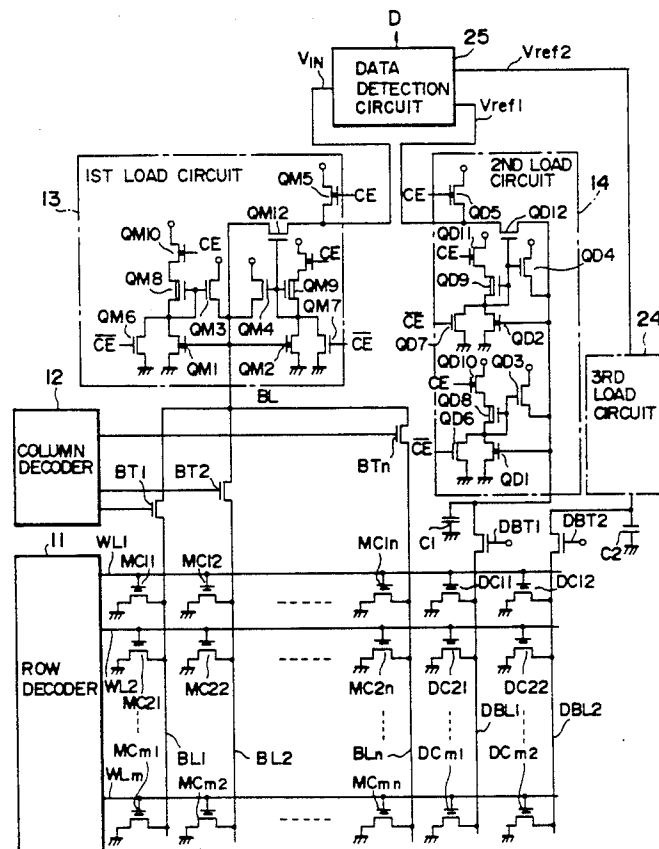 D
25
VIN
Vref2
DATA
DETECTION
CIRCUIT
Vref1
1ST LOAD CIRCUIT
13
QM5
CE
QM12
QM10
CE
CE
QM8
QM9
QM6
QM3
QM4
QM7
CE
QM1
QM2
CE
2ND LOAD
CIRCUIT
14
CE
QD5
QD12
QD11
CE
QD4
QD9
CE
QD7
QD2
QD10
QD3
CE
QD8
QD6
CE
QD1
24
3RD
LOAD
CIRCUIT
12
BL
COLUMN
DECODER
BT1
BT2
BTn
C1
DBT1
DBT2
C2
11
WL1
MC11
MC12
MC1n
DC11
DC12
ROW
DECODER
WL2
MC21
MC22
MC2n
DC21
DC22
MCm1
BL1
BL2
BLn
DBL1
DBL2
WLm
MCm2
MCmn
DCm1
DCm2